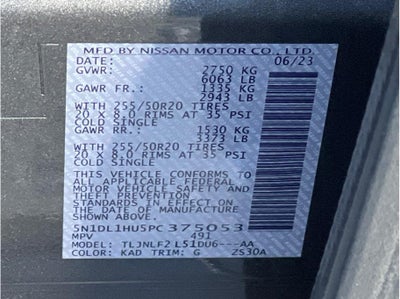 MFD BY NISSAN MOTOR CO., LTD.
DATE: 06/23
GVWR: 2750 KG
6063 LB
GAWR FR.: 1335 KG
2943 LB
WITH 255/50R20 TIRES
20 X 8.0 RIMS AT 35 PSI
COLD SINGLE
GAWR RR.: 1530 KG
3373 LB
WITH 255/50R20 TIRES
20 X 8.0 RIMS AT 35 PSI
COLD SINGLE
THIS VEHICLE CONFORMS TO
ALL APPLICABLE FEDERAL
MOTOR VEHICLE SAFETY AND
THEFT PREVENTION
STANDARDS IN EFFECT ON
THE DATE OF MANUFACTURE
SHOWN ABOVE.
5N1DL1HU5PC375053
MPV 491
MODEL: TLJNLF2 L51DU6---AA
COLOR: KAD TRIM: G ZS30A